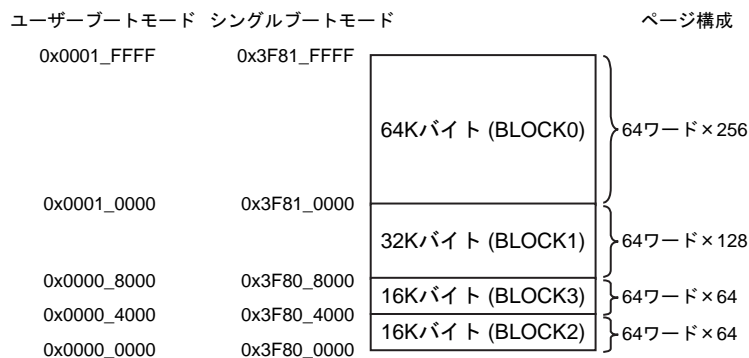 ユーザーブートモード シングルブートモード ページ構成
0x0001_FFFF 0x3F81_FFFF
64Kバイト (BLOCK0) 64ワード×256
0x0001_0000 0x3F81_0000
32Kバイト (BLOCK1) 64ワード×128
0x0000_8000 0x3F80_8000
16Kバイト (BLOCK3) 64ワード×64
0x0000_4000 0x3F80_4000
16Kバイト (BLOCK2) 64ワード×64
0x0000_0000 0x3F80_0000